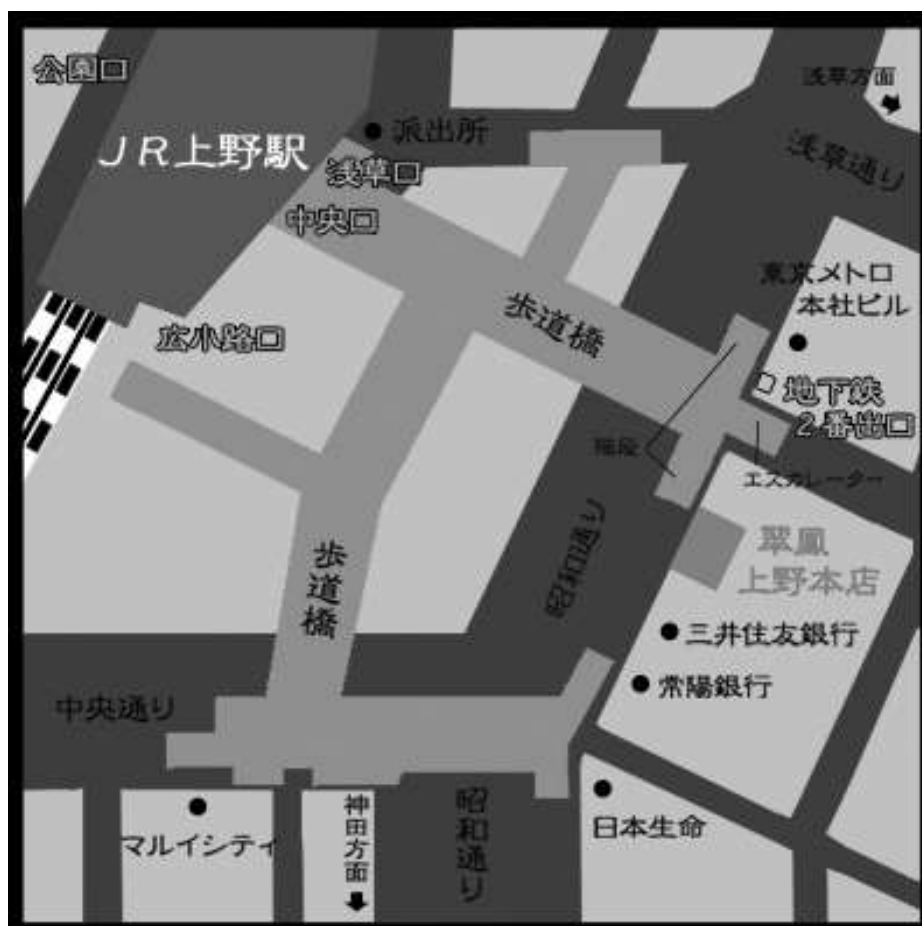 公園口
浅草方面
派出所
JR上野駅
浅草通り
浅草口
中央口
東京メトロ
本社ビル
歩道橋
広小路口
地下鉄
2番出口
階段
エスカレーター
昭和通り
翠鳳
上野本店
歩道橋
三井住友銀行
常陽銀行
中央通り
神田方面
昭和通り
マルイシティ
日本生命